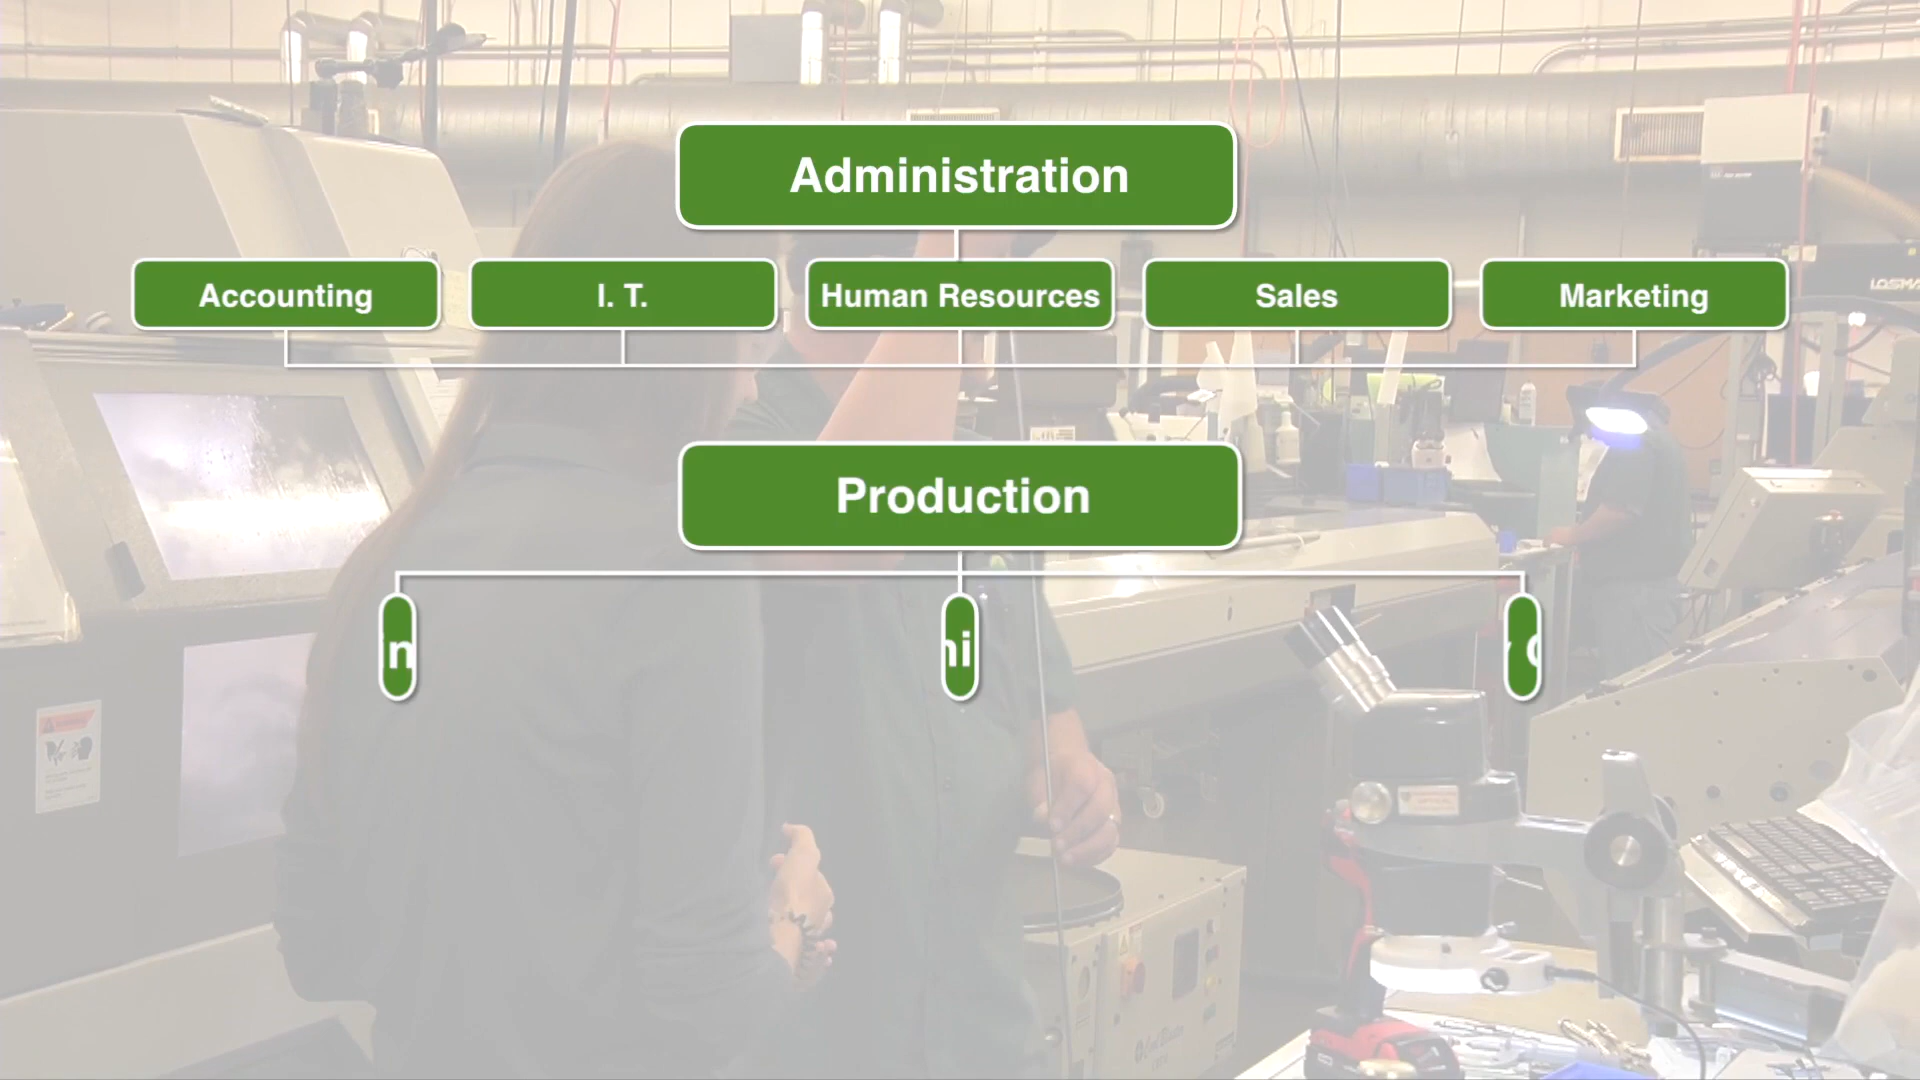 Administration
Accounting
I. T.
Human Resources
Sales
Marketing
Production